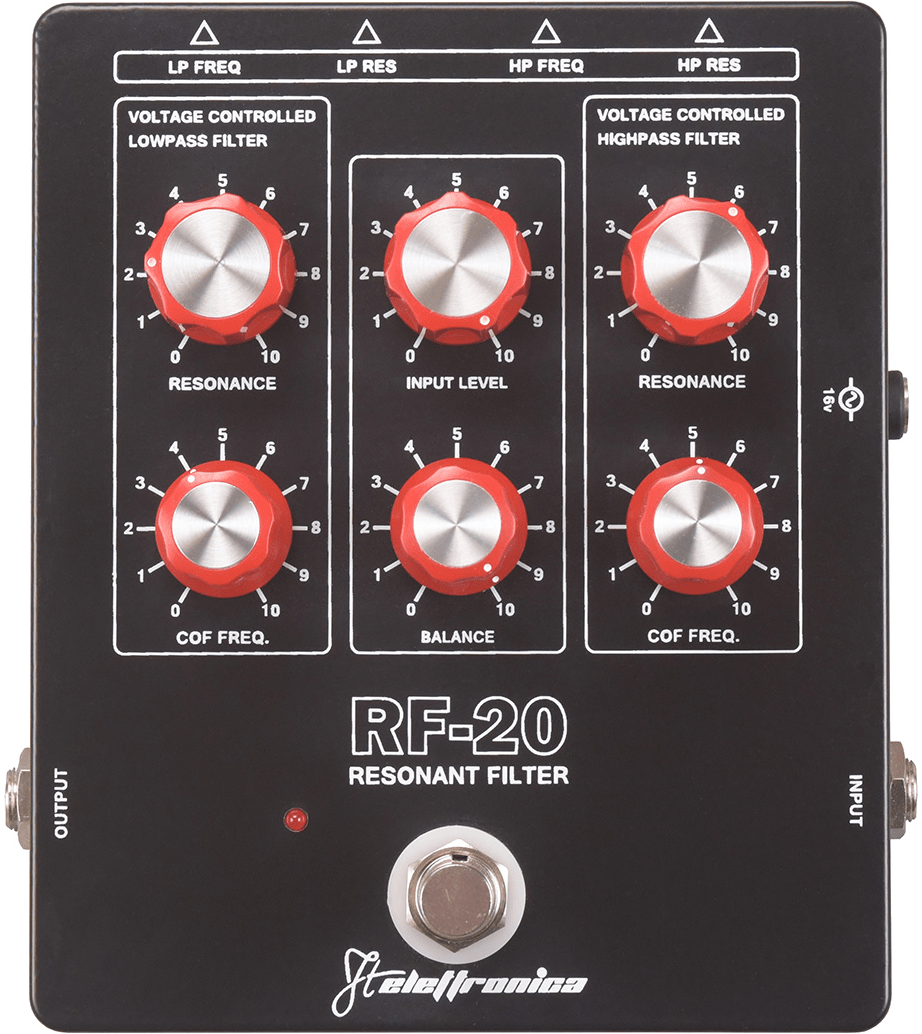 LP FREQ LP RES HP FREQ HP RES
VOLTAGE CONTROLLED
LOWPASS FILTER
VOLTAGE CONTROLLED
HIGHPASS FILTER
0 1 2 3 4 5 6 7 8 9 10
RESONANCE
0 1 2 3 4 5 6 7 8 9 10
INPUT LEVEL
0 1 2 3 4 5 6 7 8 9 10
RESONANCE
16v
0 1 2 3 4 5 6 7 8 9 10
COF FREQ.
0 1 2 3 4 5 6 7 8 9 10
BALANCE
0 1 2 3 4 5 6 7 8 9 10
COF FREQ.
RF-20
RESONANT FILTER
OUTPUT
INPUT
Jt elettronica